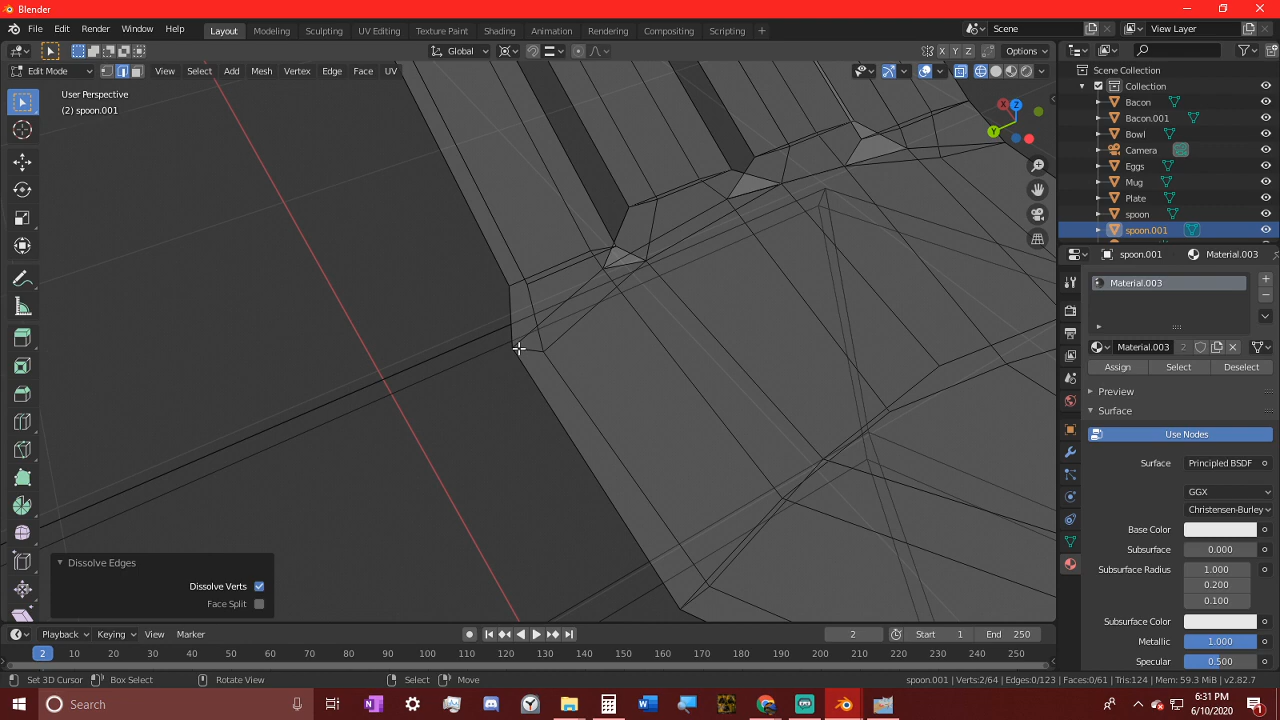 Blender
File Edit Render Window Help
Layout Modeling Sculpting UV Editing Texture Paint Shading Animation Rendering Compositing Scripting
Scene
View Layer
Global
Options
Edit Mode View Select Add Mesh Vertex Edge Face UV
User Perspective
(2) spoon.001
X Y Z
Scene Collection
Collection
Bacon
Bacon.001
Bowl
Camera
Eggs
Mug
Plate
spoon
spoon.001
spoon.001 Material.003
Material.003
Material.003 2
Assign Select Deselect
Preview
Surface
Use Nodes
Surface Principled BSDF
GGX
Christensen-Burley
Base Color
Subsurface 0.000
Subsurface Radius 1.000
0.200
0.100
Subsurface Color
Metallic 1.000
Specular 0.500
Dissolve Edges
Dissolve Verts
Face Split
Playback Keying View Marker 2 Start 1 End 250
2 10 20 30 40 50 60 70 80 90 100 110 120 130 140 150 160 170 180 190 200 210 220 230 240 250
Set 3D Cursor Box Select Rotate View Select Move spoon.001 | Verts:2/64 | Edges:0/123 | Faces:0/61 | Tris:124 | Mem: 59.3 MiB | v2.82.7
Search
6:31 PM
6/10/2020